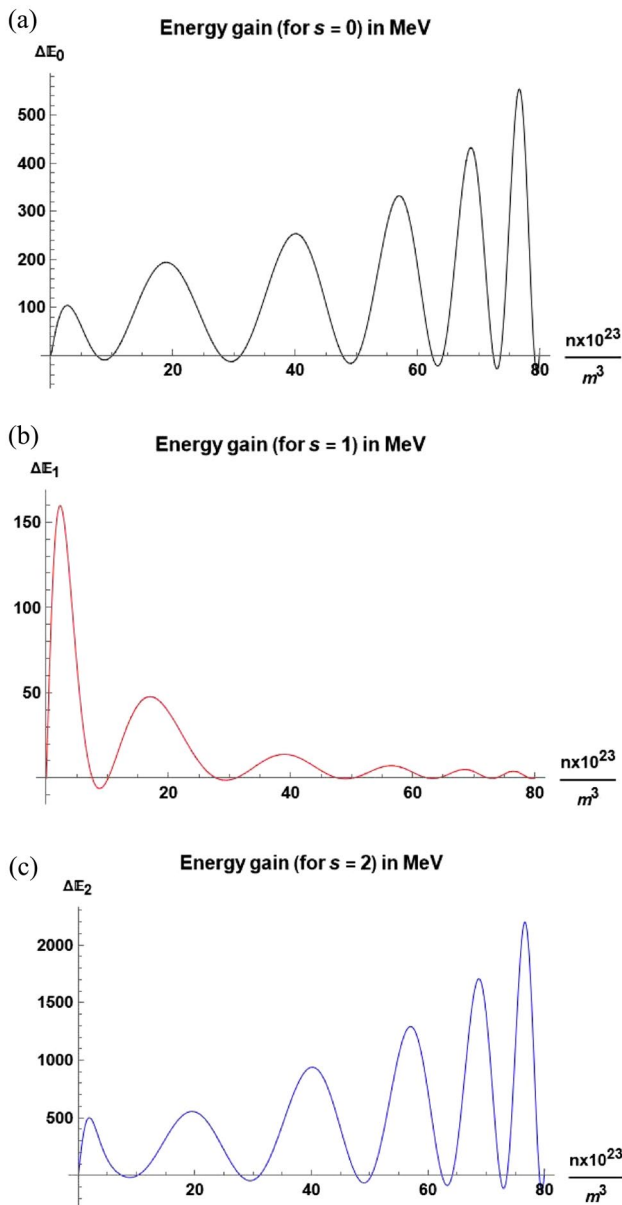 (a)
Energy gain (for s = 0) in MeV
Δ𝔼₀
500
400
300
200
100
20 40 60 80
nx10²³
m³
(b)
Energy gain (for s = 1) in MeV
Δ𝔼₁
150
100
50
20 40 60 80
nx10²³
m³
(c)
Energy gain (for s = 2) in MeV
Δ𝔼₂
2000
1500
1000
500
20 40 60 80
nx10²³
m³